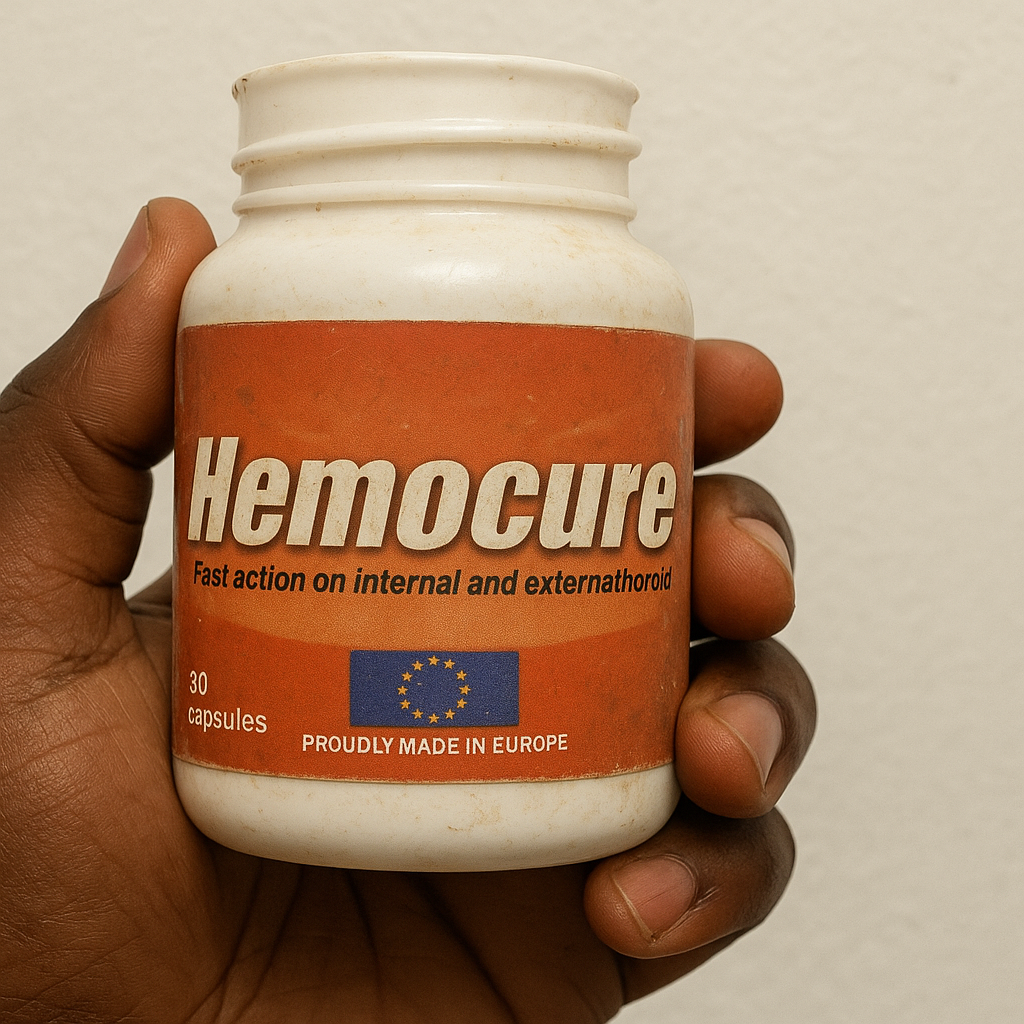 Hemocure
Fast action on internal and externathoroid
30
capsules
PROUDLY MADE IN EUROPE